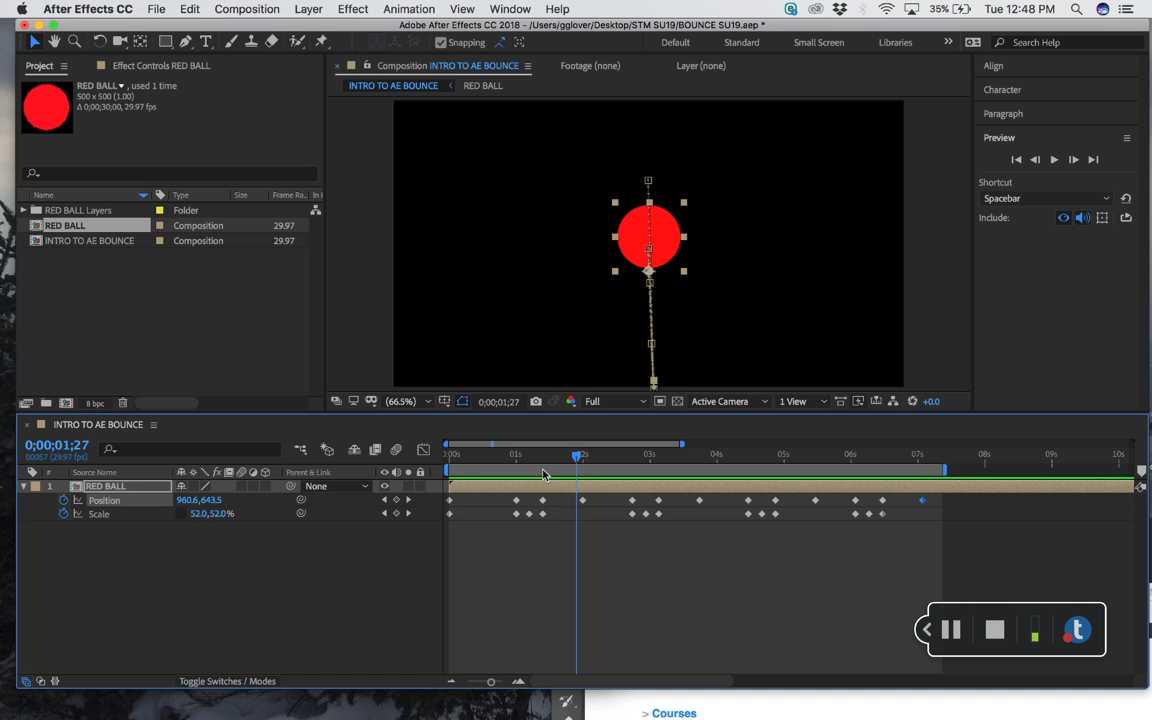 After Effects CC File Edit Composition Layer Effect Animation View Window Help 35% Tue 12:48 PM
Adobe After Effects CC 2018 - /Users/gglover/Desktop/STM SU19/BOUNCE SU19.aep *
Snapping Default Standard Small Screen Libraries Search Help
Project Effect Controls RED BALL Composition INTRO TO AE BOUNCE Footage (none) Layer (none) Align
INTRO TO AE BOUNCE RED BALL
RED BALL , used 1 time
500 x 500 (1.00)
Δ 0;00;30;00, 29.97 fps
Character
Paragraph
Preview
Shortcut
Spacebar
Include:
Name Type Size Frame Ra... In I
RED BALL Layers Folder
RED BALL Composition 29.97
INTRO TO AE BOUNCE Composition 29.97
8 bpc (66.5%) 0;00;01;27 Full Active Camera 1 View +0.0
INTRO TO AE BOUNCE
0;00;01;27
00057 (29.97 fps)
:00s 01s 02s 03s 04s 05s 06s 07s 08s 09s 10s
# Source Name Parent & Link
1 RED BALL None
Position 960.6,643.5
Scale 52.0,52.0%
Toggle Switches / Modes
t
> Courses